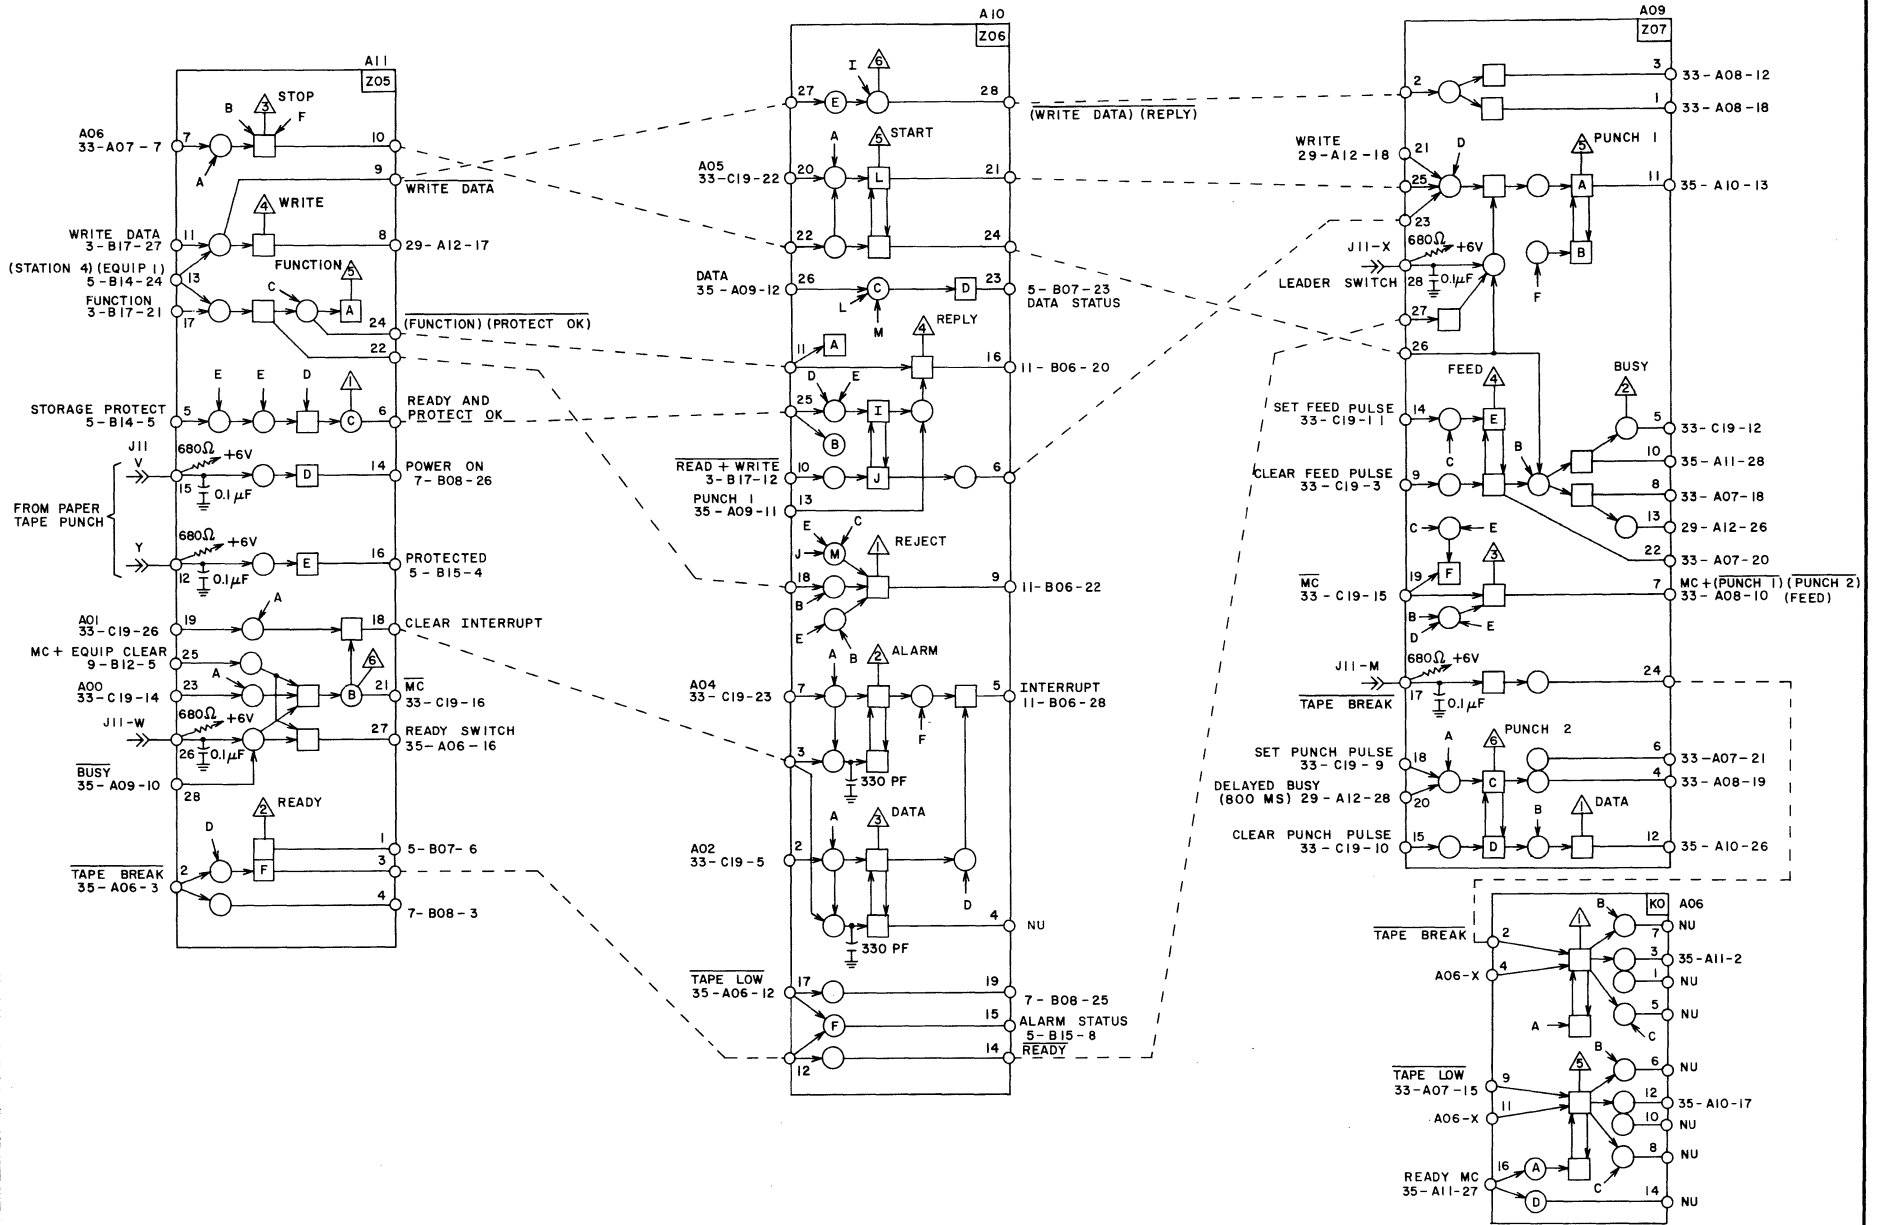 A11
Z05
STOP
3
B
F
A06
33-A07-7
7
A
10
9
WRITE DATA
4
WRITE
WRITE DATA
3-B17-27
11
8
29-A12-17
(STATION 4) (EQUIP 1)
5-B14-24
13
FUNCTION
5
FUNCTION
3-B17-21
17
C
A
24
(FUNCTION) (PROTECT OK)
22
E
E
D
1
STORAGE PROTECT
5-B14-5
5
C
6
READY AND
PROTECT OK
J11
V
680Ω
+6V
15
0.1µF
D
14
POWER ON
7-B08-26
FROM PAPER
TAPE PUNCH
Y
680Ω
+6V
12
0.1µF
E
16
PROTECTED
5-B15-4
A01
33-C19-26
19
A
18
CLEAR INTERRUPT
MC+ EQUIP CLEAR
9-B12-5
25
6
A00
33-C19-14
23
A
B
21
MC
33-C19-16
J11-W
680Ω
+6V
26
0.1µF
27
READY SWITCH
35-A06-16
BUSY
35-A09-10
28
2
READY
D
F
1
5-B07-6
3
TAPE BREAK
35-A06-3
2
4
7-B08-3
A10
Z06
6
I
27
E
28
(WRITE DATA) (REPLY)
5
START
A
A05
33-C19-22
20
L
21
22
24
DATA
35-A09-12
26
C
D
23
5-B07-23
DATA STATUS
L
M
REPLY
4
11
A
16
11-B06-20
D
E
25
I
B
READ + WRITE
3-B17-12
10
J
6
PUNCH 1
35-A09-11
13
E
C
J
M
1
REJECT
18
B
9
11-B06-22
E
B
A
2
ALARM
A04
33-C19-23
7
5
INTERRUPT
11-B06-28
F
3
330 PF
A
3
DATA
A02
33-C19-5
2
D
4
NU
330 PF
TAPE LOW
35-A06-12
17
19
7-B08-25
F
15
ALARM STATUS
5-B15-8
12
14
READY
A09
Z07
2
3
33-A08-12
1
33-A08-18
WRITE
29-A12-18
21
D
5
PUNCH 1
25
A
11
35-A10-13
23
J11-X
680Ω
+6V
LEADER SWITCH
28
0.1µF
B
F
27
26
FEED
4
BUSY
2
SET FEED PULSE
33-C19-11
14
E
C
5
33-C19-12
B
10
35-A11-28
CLEAR FEED PULSE
33-C19-3
9
8
33-A07-18
13
29-A12-26
C
E
22
33-A07-20
3
MC
33-C19-15
19
F
7
MC+(PUNCH 1) (PUNCH 2)
33-A08-10 (FEED)
B
D
E
J11-M
680Ω
+6V
TAPE BREAK
17
0.1µF
24
SET PUNCH PULSE
33-C19-9
18
A
6
PUNCH 2
C
6
33-A07-21
4
33-A08-19
DELAYED BUSY
(800 MS) 29-A12-28
20
B
1
DATA
CLEAR PUNCH PULSE
33-C19-10
15
D
12
35-A10-26
K0
A06
TAPE BREAK
2
1
B
7
NU
A06-X
4
3
35-A11-2
1
NU
5
NU
A
C
TAPE LOW
33-A07-15
9
5
B
6
NU
A06-X
11
12
35-A10-17
10
NU
8
NU
C
READY MC
35-A11-27
16
A
D
14
NU